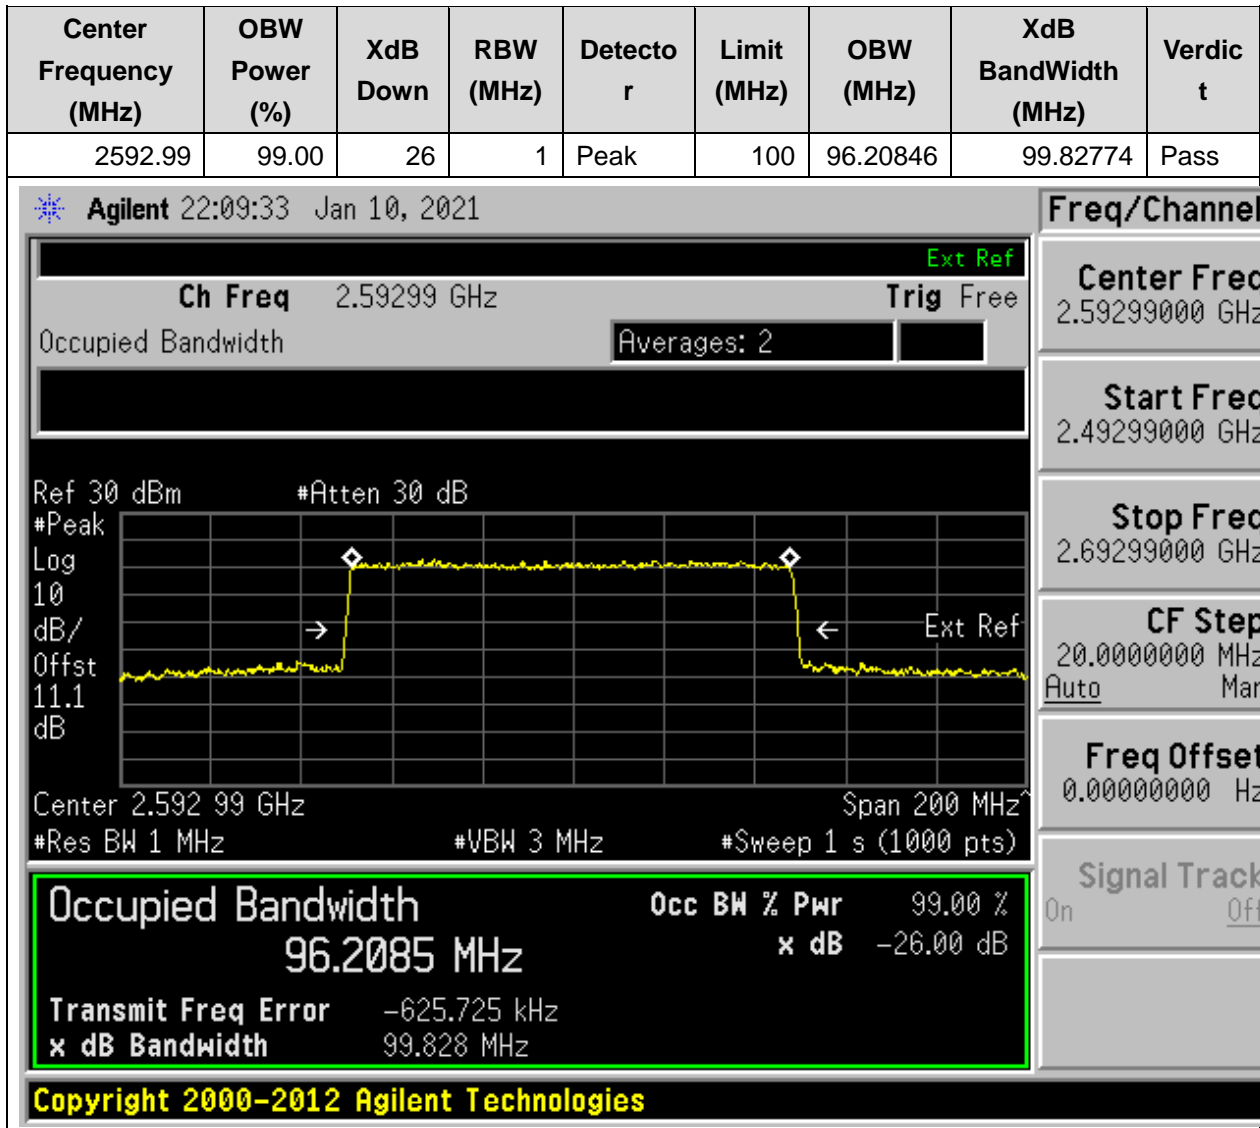 Center Frequency (MHz) OBW Power (%) XdB Down RBW (MHz) Detecto r Limit (MHz) OBW (MHz) XdB BandWidth (MHz) Verdic t
2592.99 99.00 26 1 Peak 100 96.20846 99.82774 Pass
Agilent 22:09:33 Jan 10, 2021
Freq/Channel
Ext Ref
Ch Freq 2.59299 GHz Trig Free
Occupied Bandwidth Averages: 2
Center Freq
2.59299000 GHz
Start Freq
2.49299000 GHz
Stop Freq
2.69299000 GHz
CF Step
20.0000000 MHz
Auto Man
Freq Offset
0.00000000 Hz
Signal Track
On Off
Ref 30 dBm #Atten 30 dB
#Peak
Log
10
dB/
Offst
11.1
dB
Ext Ref
Center 2.592 99 GHz Span 200 MHz^
#Res BW 1 MHz #VBW 3 MHz #Sweep 1 s (1000 pts)
Occupied Bandwidth Occ BW % Pwr 99.00 %
96.2085 MHz x dB -26.00 dB
Transmit Freq Error -625.725 kHz
x dB Bandwidth 99.828 MHz
Copyright 2000-2012 Agilent Technologies